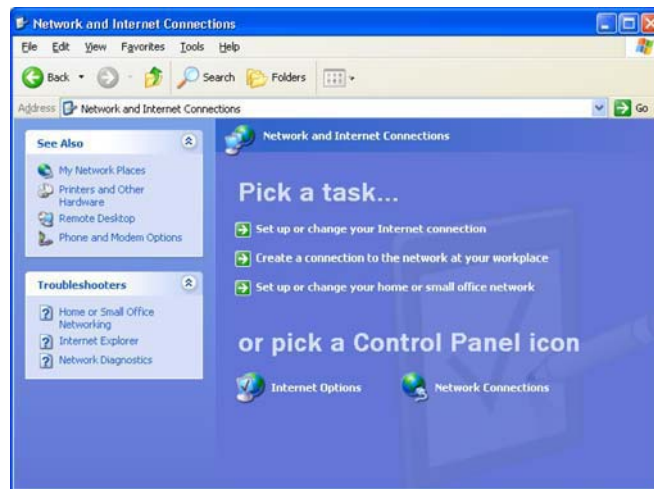 Network and Internet Connections
File Edit View Favorites Tools Help
Back Search Folders
Address Network and Internet Connections Go
See Also
My Network Places
Printers and Other
Hardware
Remote Desktop
Phone and Modem Options
Troubleshooters
Home or Small Office
Networking
Internet Explorer
Network Diagnostics
Network and Internet Connections
Pick a task...
Set up or change your Internet connection
Create a connection to the network at your workplace
Set up or change your home or small office network
or pick a Control Panel icon
Internet Options Network Connections